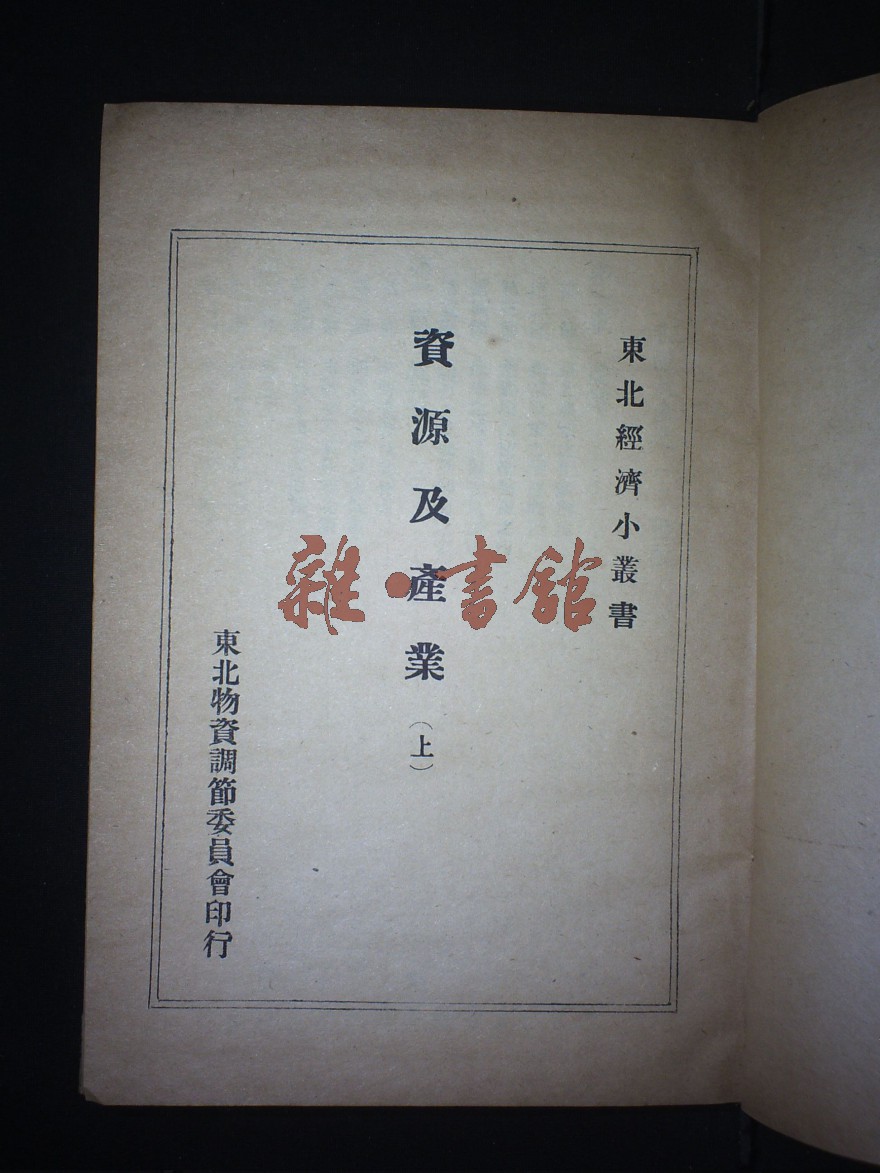 東北經濟小叢書
資源及產業(上)
東北物資調節委員會印行
雜·書館